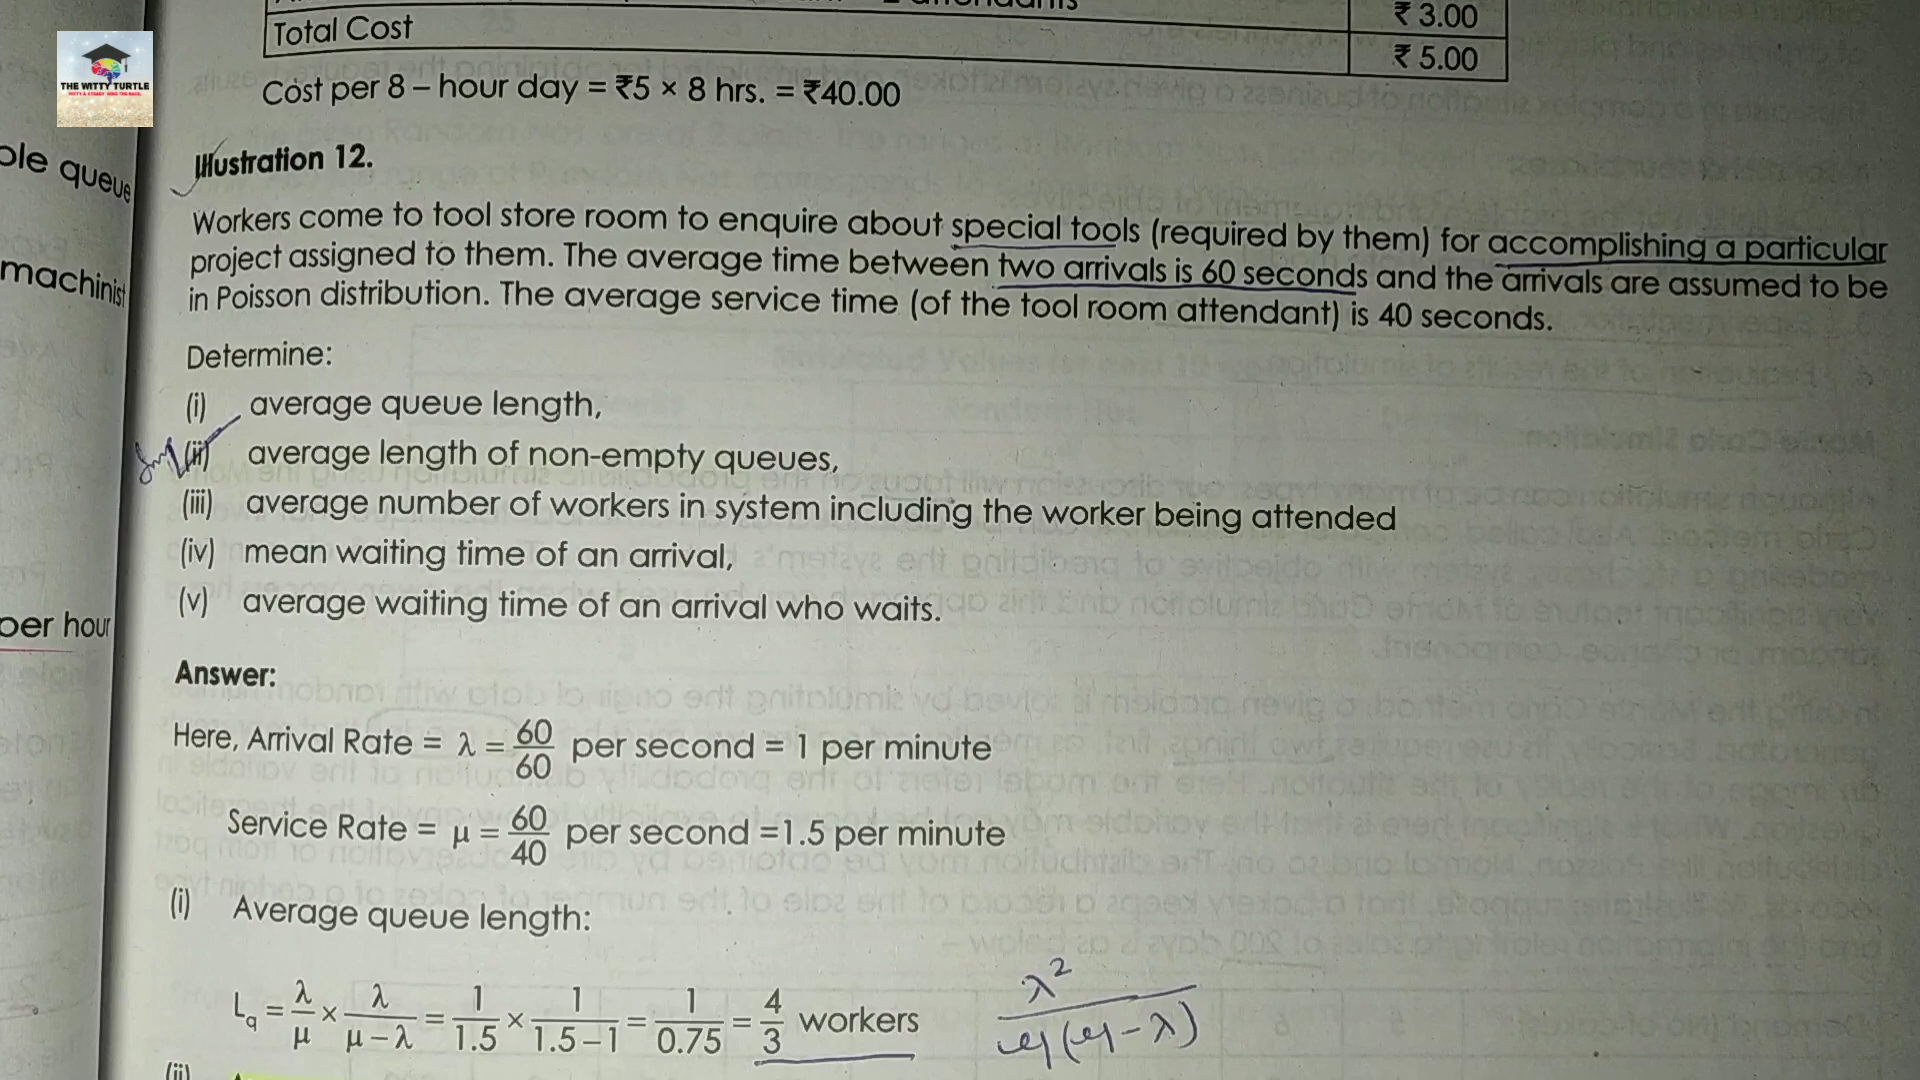 ₹ 3.00
Total Cost ₹ 5.00
THE WITTY TURTLE
Cost per 8 – hour day = ₹5 × 8 hrs. = ₹40.00
ple queue
Illustration 12.
Workers come to tool store room to enquire about special tools (required by them) for accomplishing a particular
project assigned to them. The average time between two arrivals is 60 seconds and the arrivals are assumed to be
in Poisson distribution. The average service time (of the tool room attendant) is 40 seconds.
machinist
Determine:
(i) average queue length,
(ii) average length of non-empty queues,
(iii) average number of workers in system including the worker being attended
(iv) mean waiting time of an arrival,
(v) average waiting time of an arrival who waits.
per hour
Answer:
Here, Arrival Rate = λ = 60/60 per second = 1 per minute
Service Rate = μ = 60/40 per second =1.5 per minute
(i) Average queue length:
Lq = λ/μ × λ/(μ – λ) = 1/1.5 × 1/(1.5 – 1) = 1/0.75 = 4/3 workers
λ²/μ(μ – λ)
(ii)